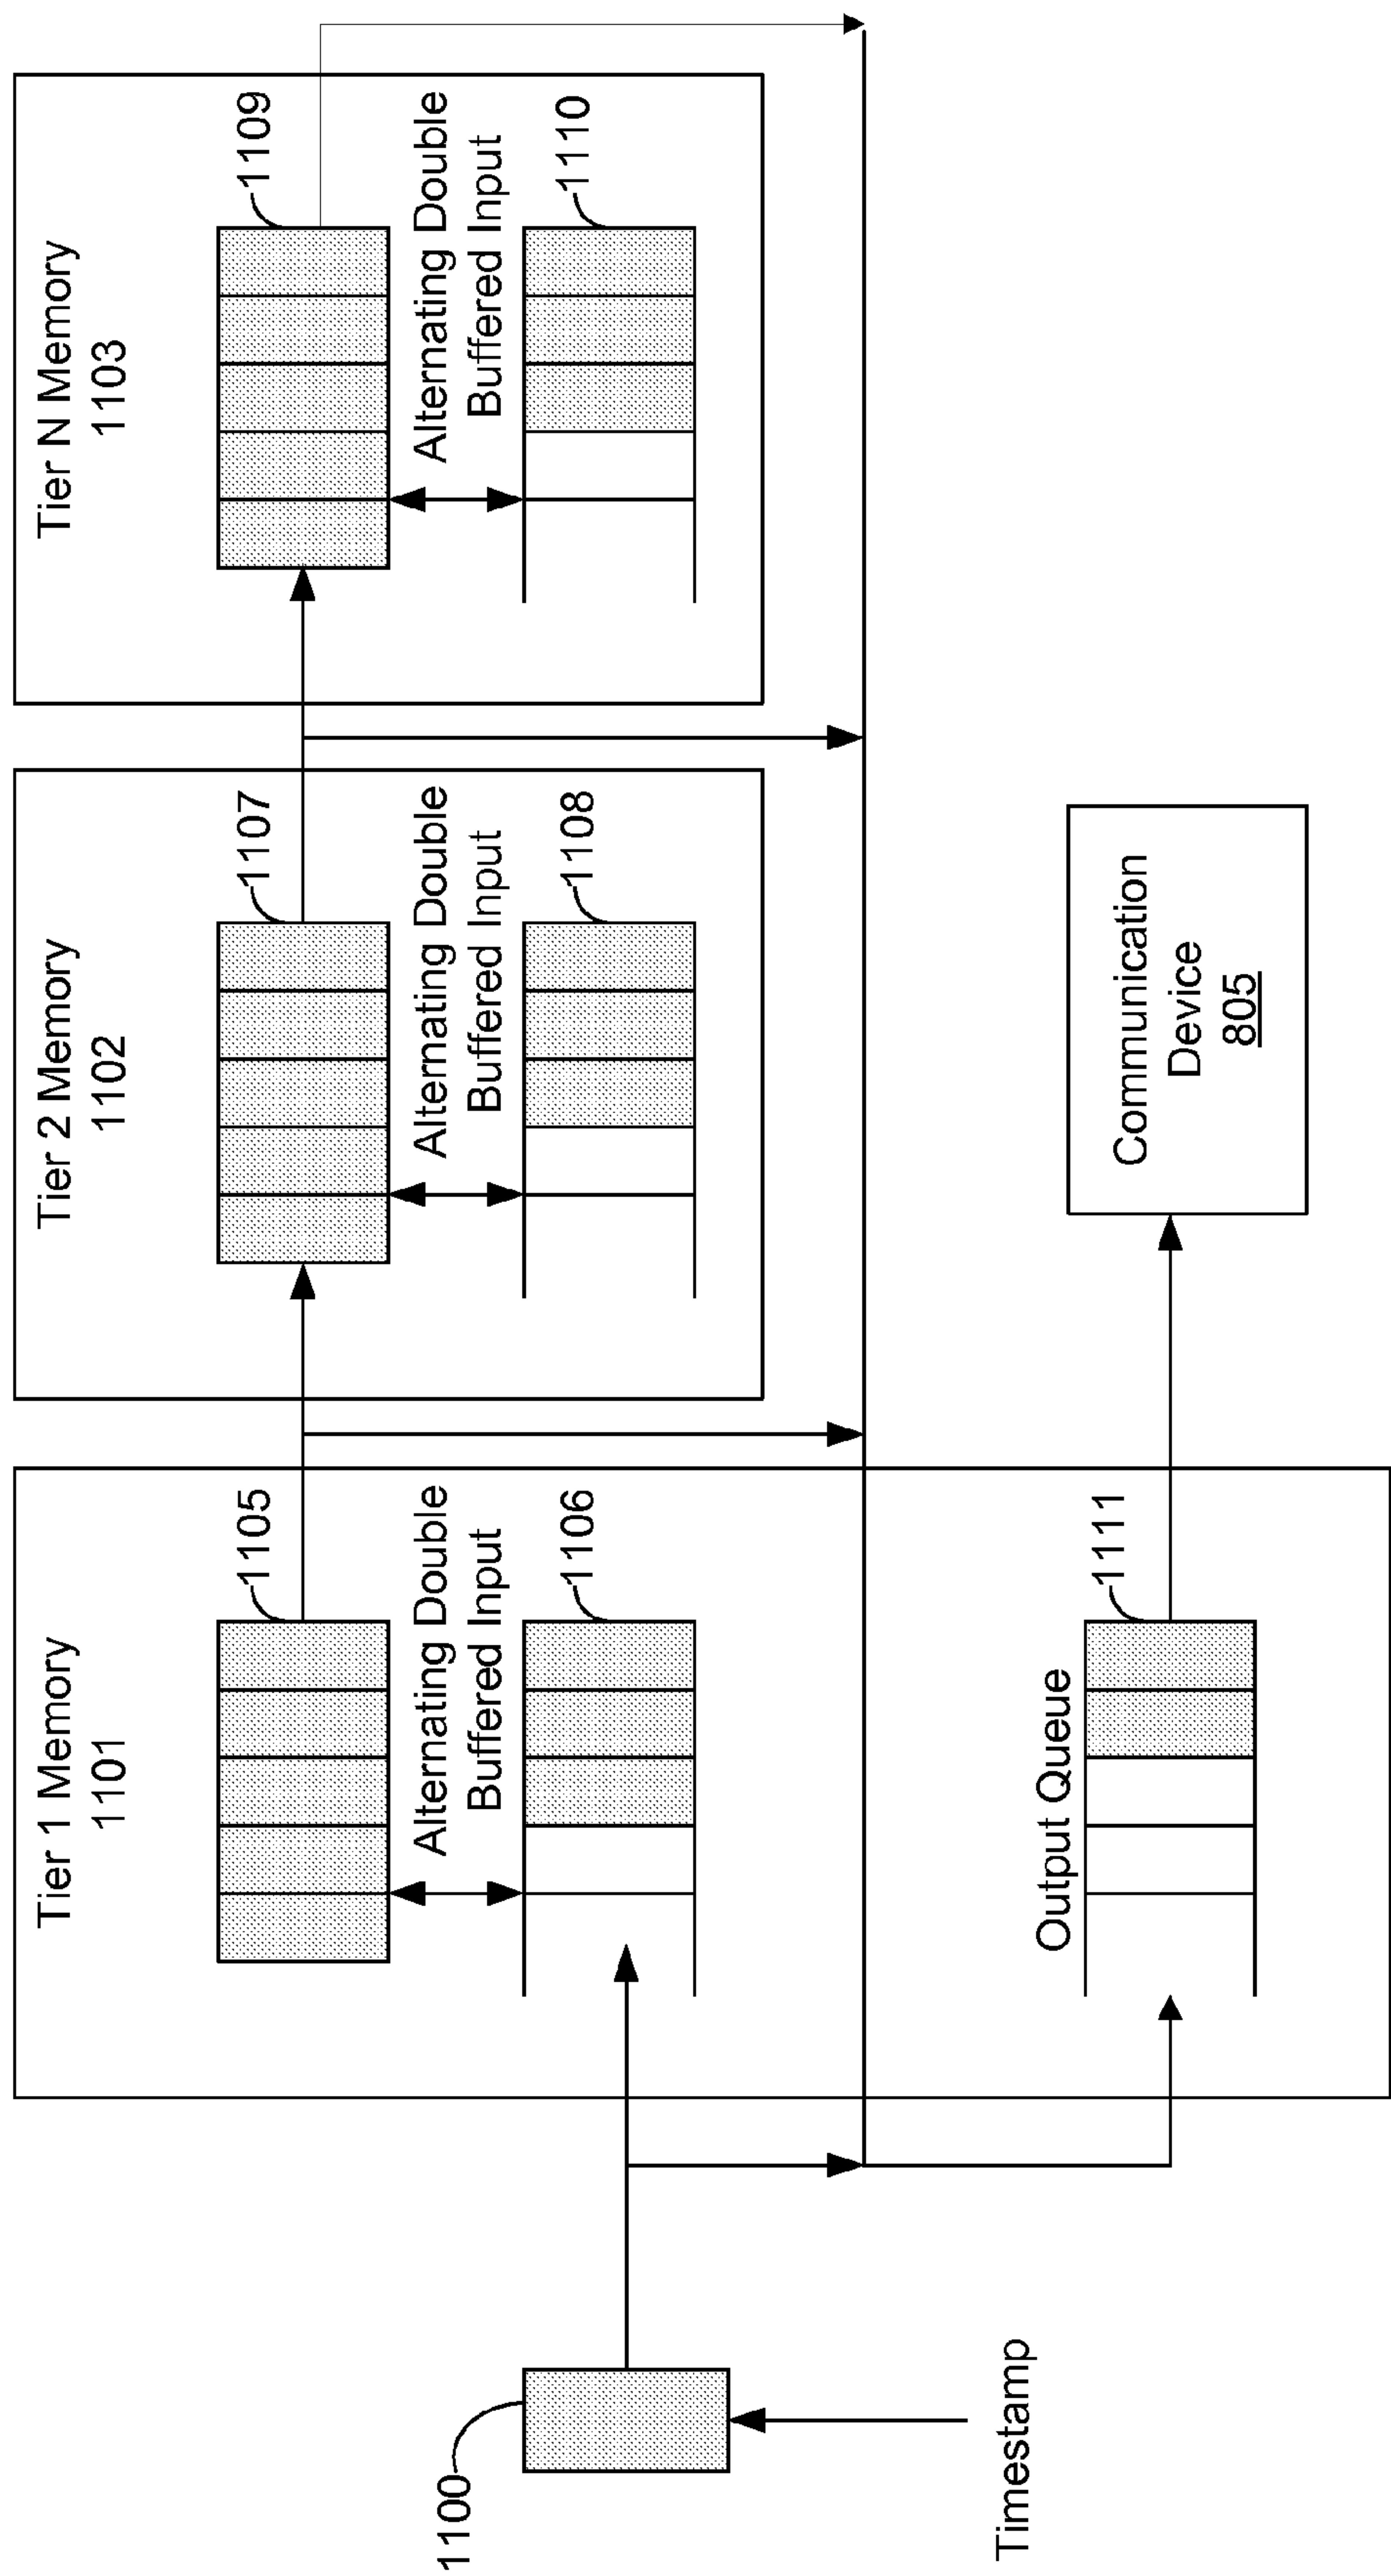 Tier 1 Memory
1101
1105
Alternating Double
Buffered Input
1106
Output Queue
1111
Tier 2 Memory
1102
1107
Alternating Double
Buffered Input
1108
Tier N Memory
1103
1109
Alternating Double
Buffered Input
1110
1100
Timestamp
Communication
Device
805